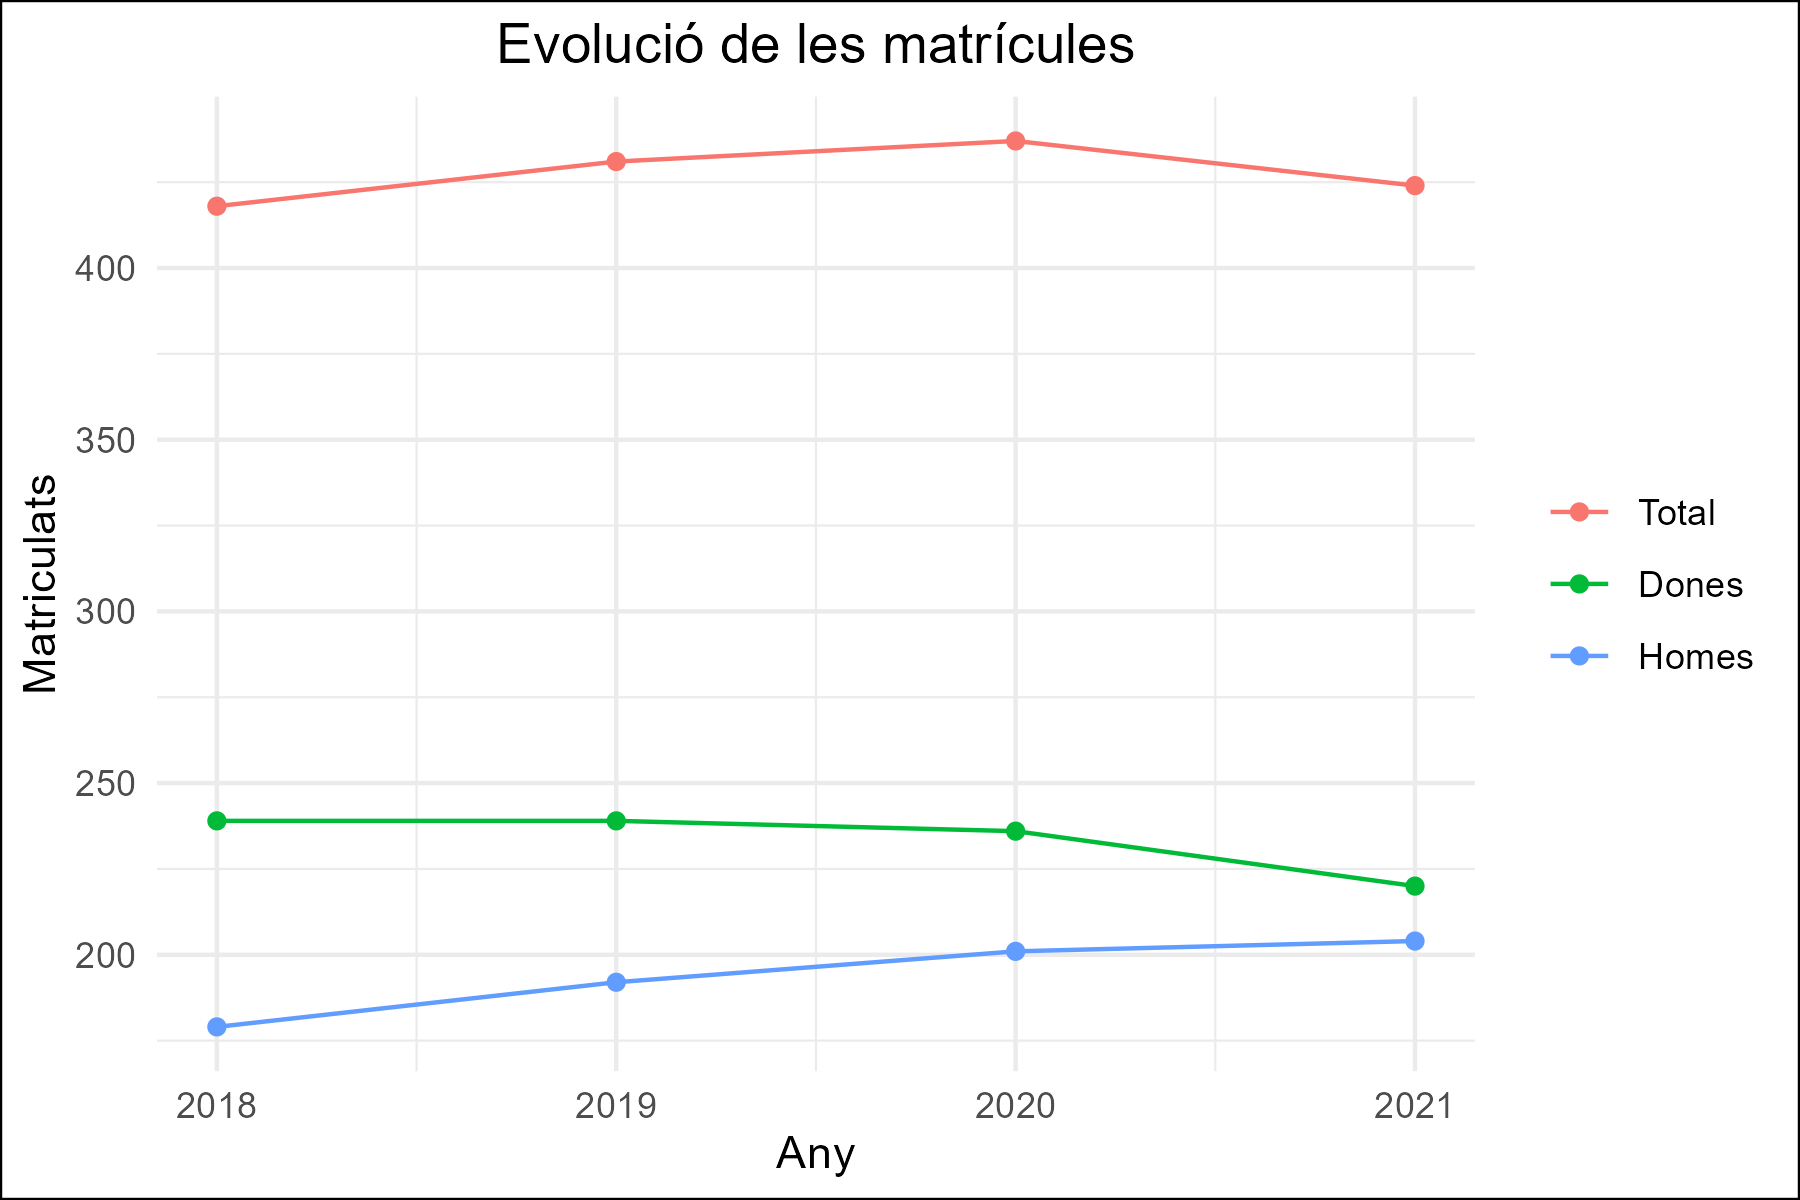 Evolució de les matrícules
Matriculats
400
350
300
250
200
2018 2019 2020 2021
Any
Total
Dones
Homes